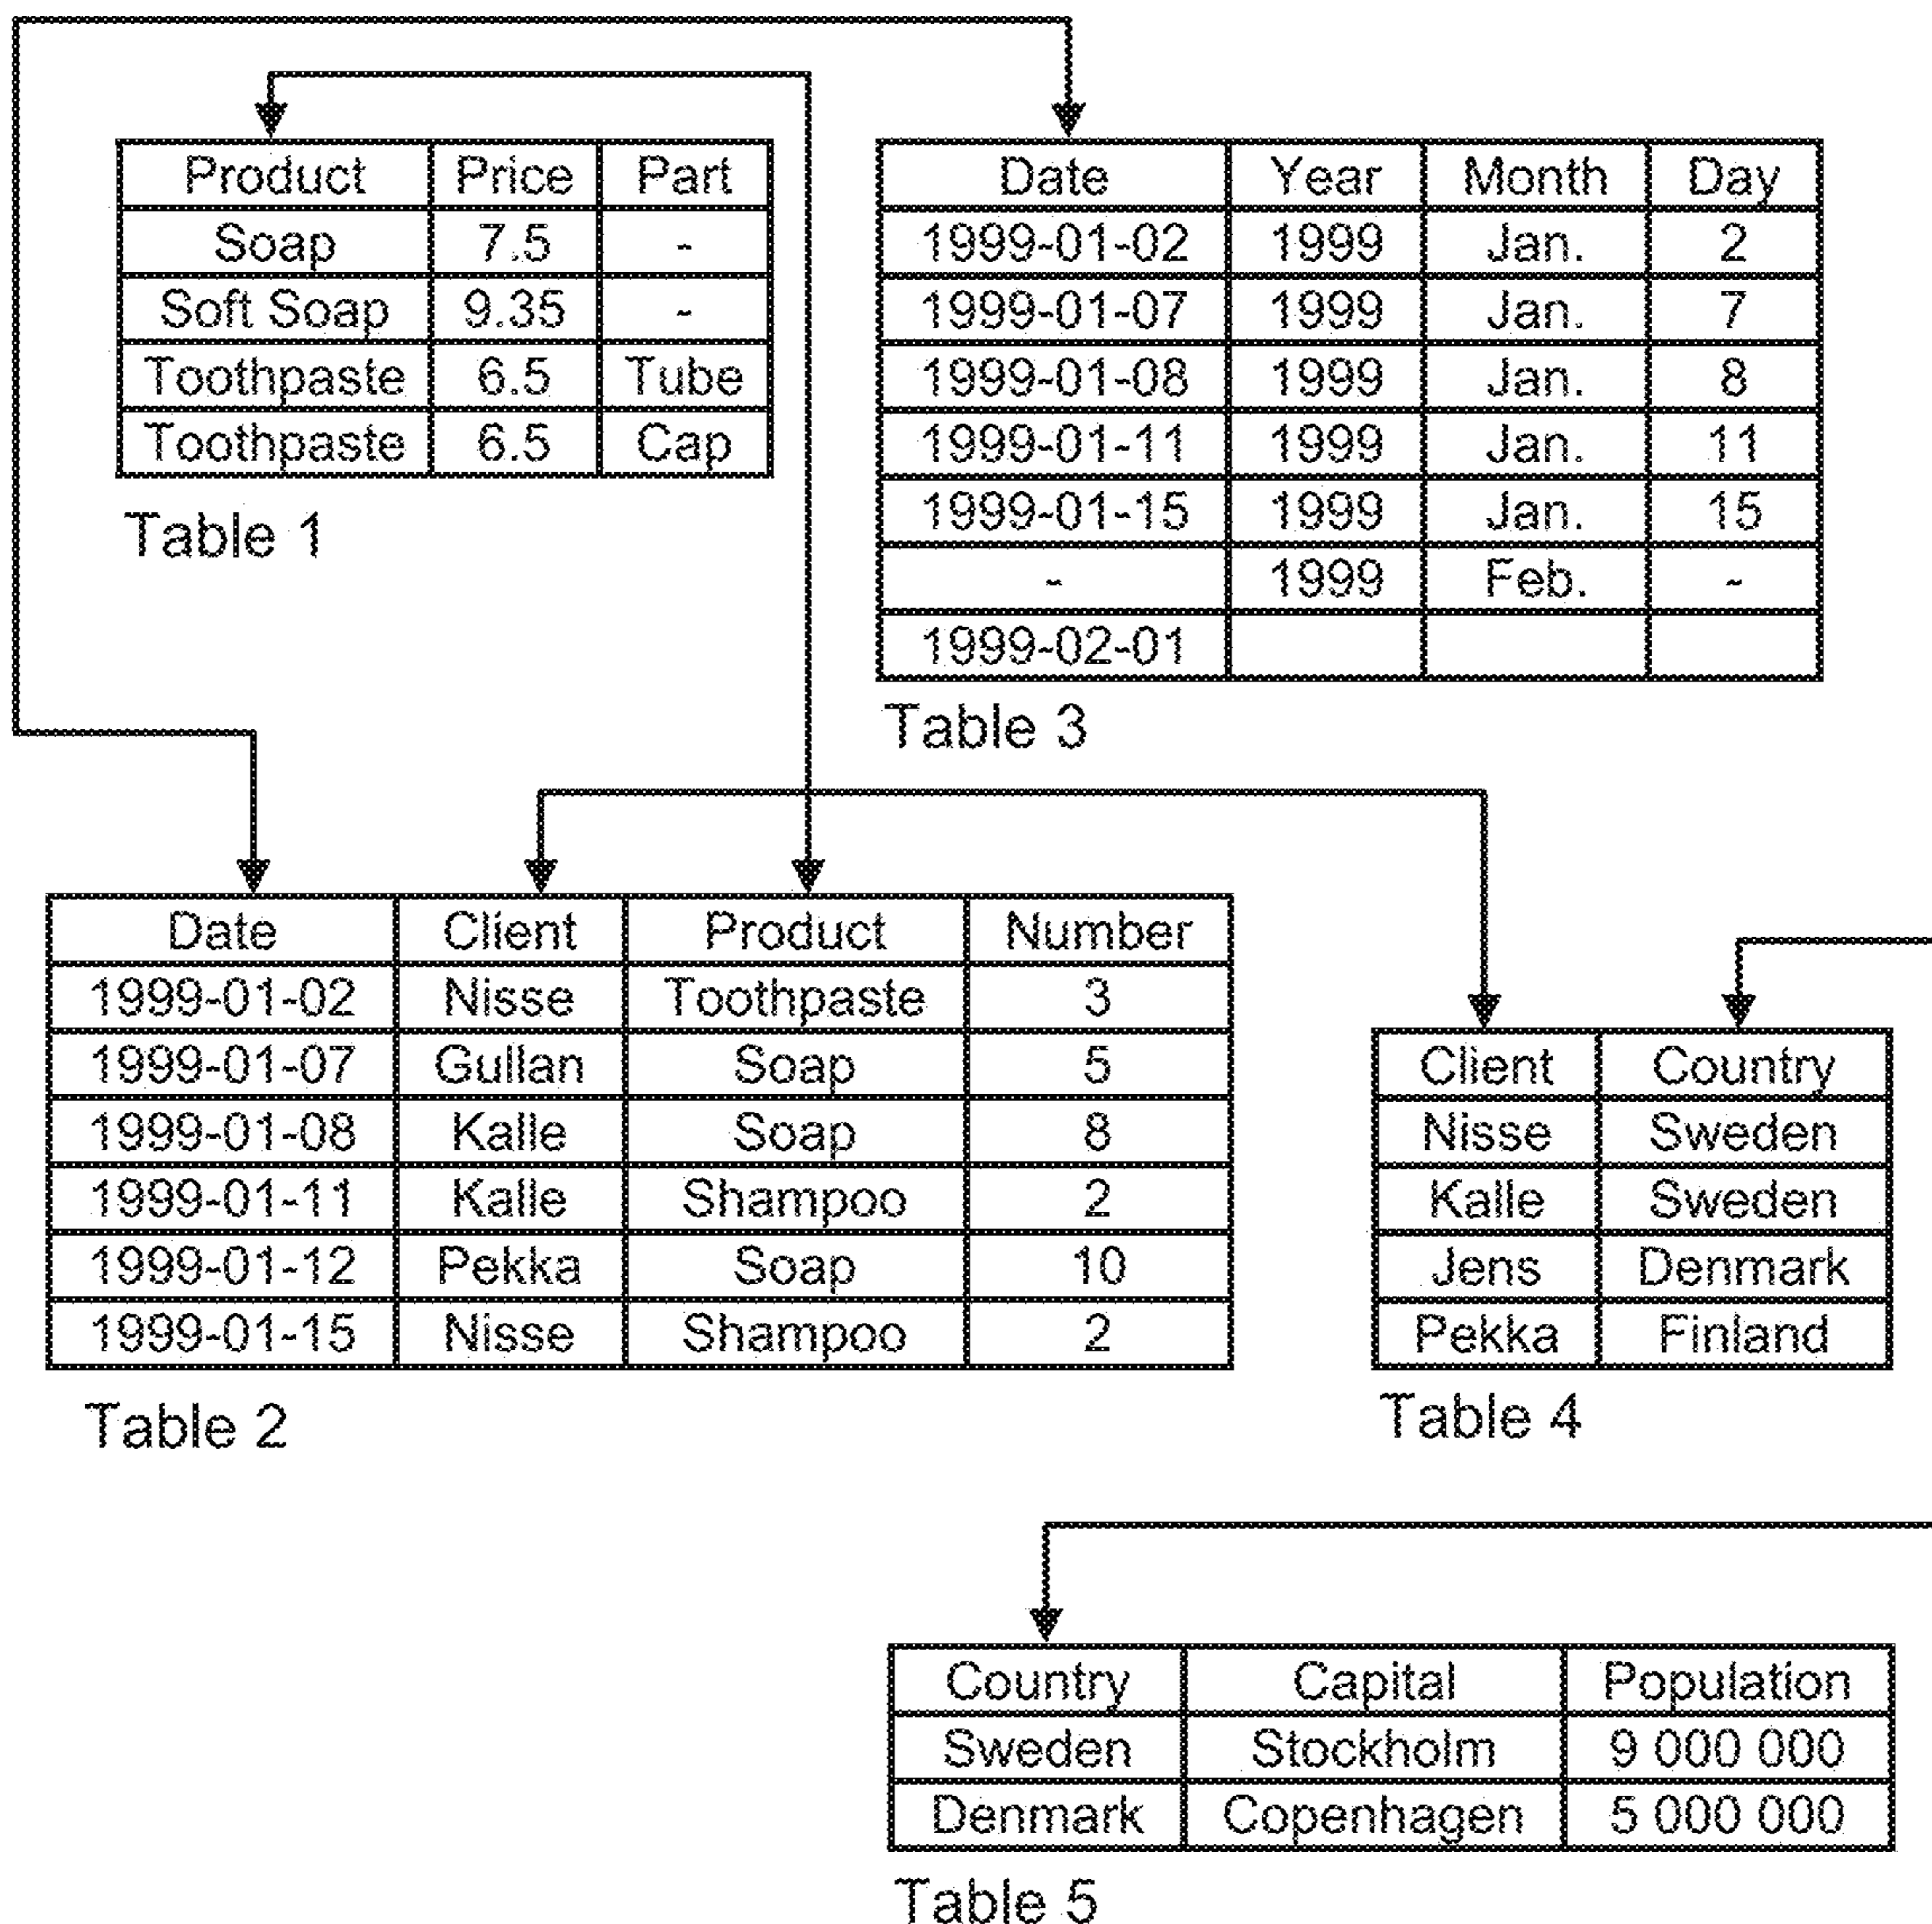 Product Price Part
Soap 7.5 -
Soft Soap 9.35 -
Toothpaste 6.5 Tube
Toothpaste 6.5 Cap
Table 1
Date Year Month Day
1999-01-02 1999 Jan. 2
1999-01-07 1999 Jan. 7
1999-01-08 1999 Jan. 8
1999-01-11 1999 Jan. 11
1999-01-15 1999 Jan. 15
- 1999 Feb. -
1999-02-01
Table 3
Date Client Product Number
1999-01-02 Nisse Toothpaste 3
1999-01-07 Gullan Soap 5
1999-01-08 Kalle Soap 8
1999-01-11 Kalle Shampoo 2
1999-01-12 Pekka Soap 10
1999-01-15 Nisse Shampoo 2
Table 2
Client Country
Nisse Sweden
Kalle Sweden
Jens Denmark
Pekka Finland
Table 4
Country Capital Population
Sweden Stockholm 9 000 000
Denmark Copenhagen 5 000 000
Table 5